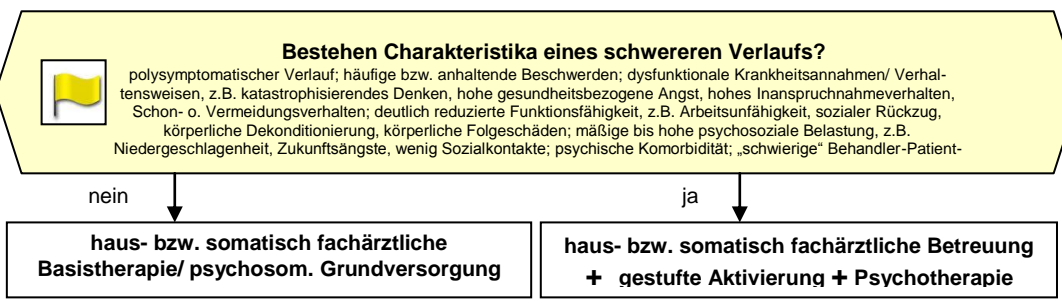 Bestehen Charakteristika eines schwereren Verlaufs?
polysymptomatischer Verlauf; häufige bzw. anhaltende Beschwerden; dysfunktionale Krankheitsannahmen/ Verhal-
tensweisen, z.B. katastrophisierendes Denken, hohe gesundheitsbezogene Angst, hohes Inanspruchnahmeverhalten,
Schon- o. Vermeidungsverhalten; deutlich reduzierte Funktionsfähigkeit, z.B. Arbeitsunfähigkeit, sozialer Rückzug,
körperliche Dekonditionierung, körperliche Folgeschäden; mäßige bis hohe psychosoziale Belastung, z.B.
Niedergeschlagenheit, Zukunftsängste, wenig Sozialkontakte; psychische Komorbidität; „schwierige" Behandler-Patient-
nein
ja
haus- bzw. somatisch fachärztliche
Basistherapie/ psychosom. Grundversorgung
haus- bzw. somatisch fachärztliche Betreuung
+ gestufte Aktivierung + Psychotherapie